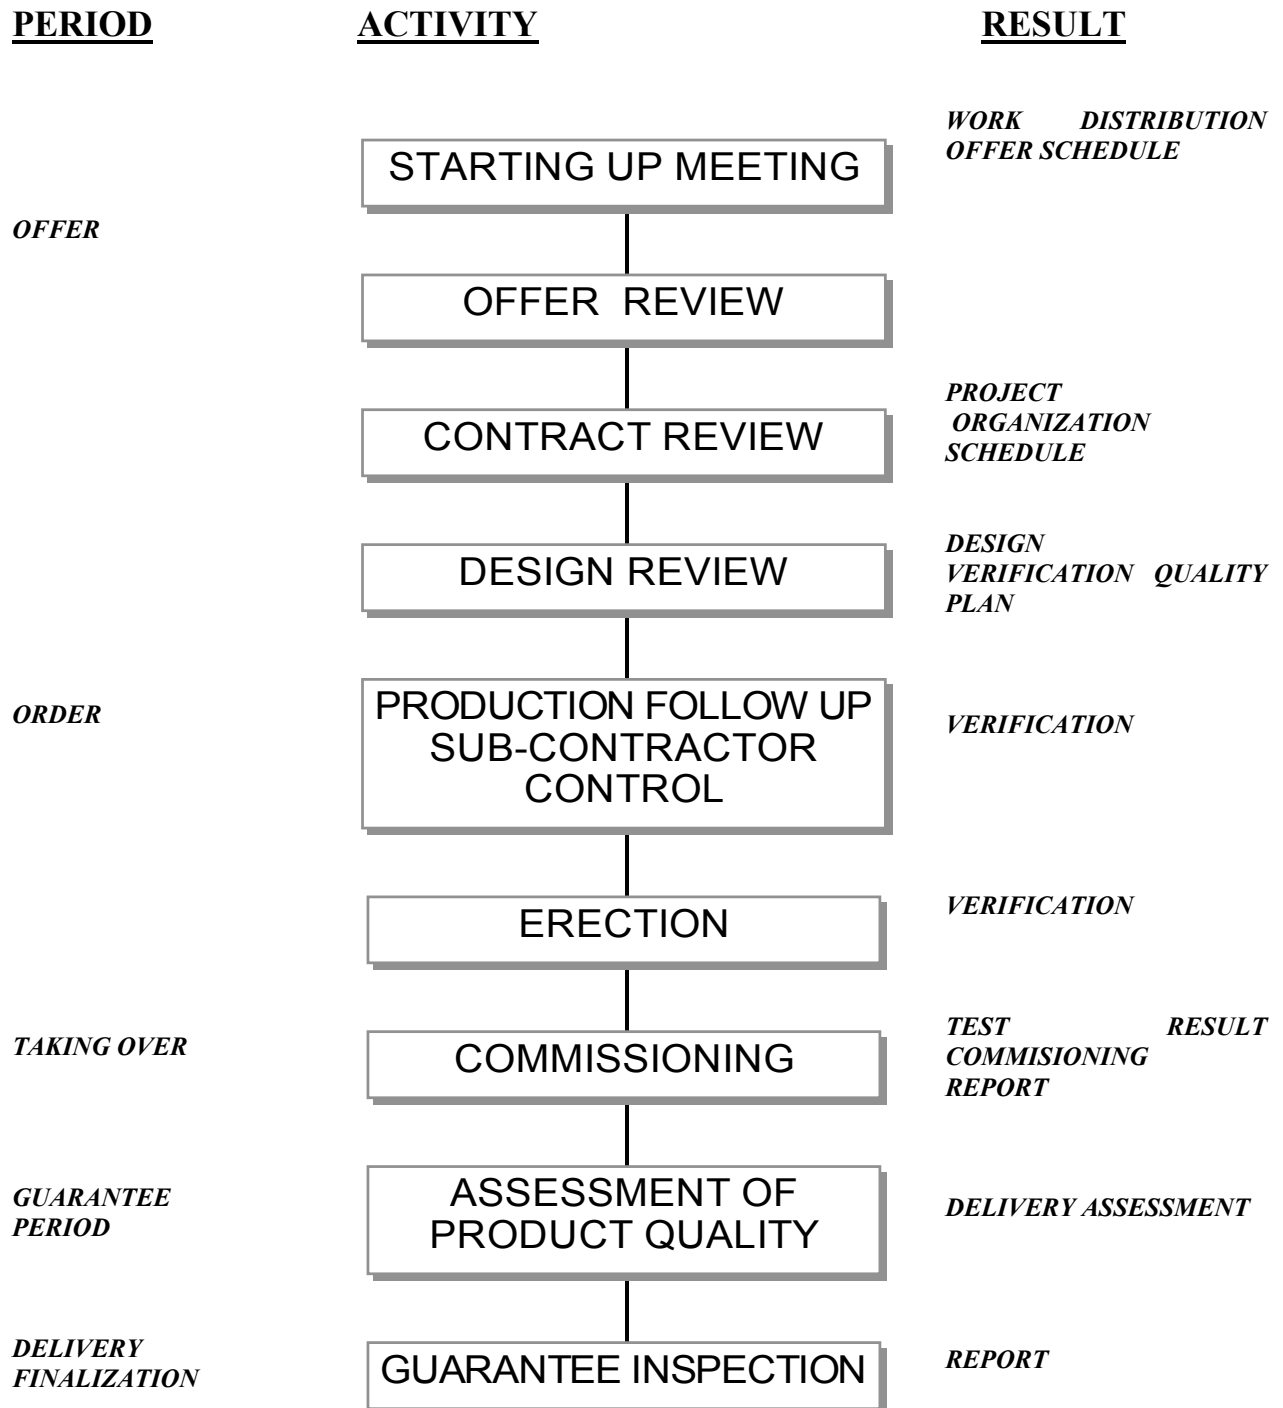 PERIOD ACTIVITY RESULT
WORK DISTRIBUTION
OFFER SCHEDULE
STARTING UP MEETING
OFFER
OFFER REVIEW
PROJECT
ORGANIZATION
SCHEDULE
CONTRACT REVIEW
DESIGN
VERIFICATION QUALITY
PLAN
DESIGN REVIEW
ORDER
PRODUCTION FOLLOW UP
SUB-CONTRACTOR
CONTROL
VERIFICATION
ERECTION
VERIFICATION
TAKING OVER
COMMISSIONING
TEST RESULT
COMMISIONING
REPORT
GUARANTEE
PERIOD
ASSESSMENT OF
PRODUCT QUALITY
DELIVERY ASSESSMENT
DELIVERY
FINALIZATION
GUARANTEE INSPECTION
REPORT